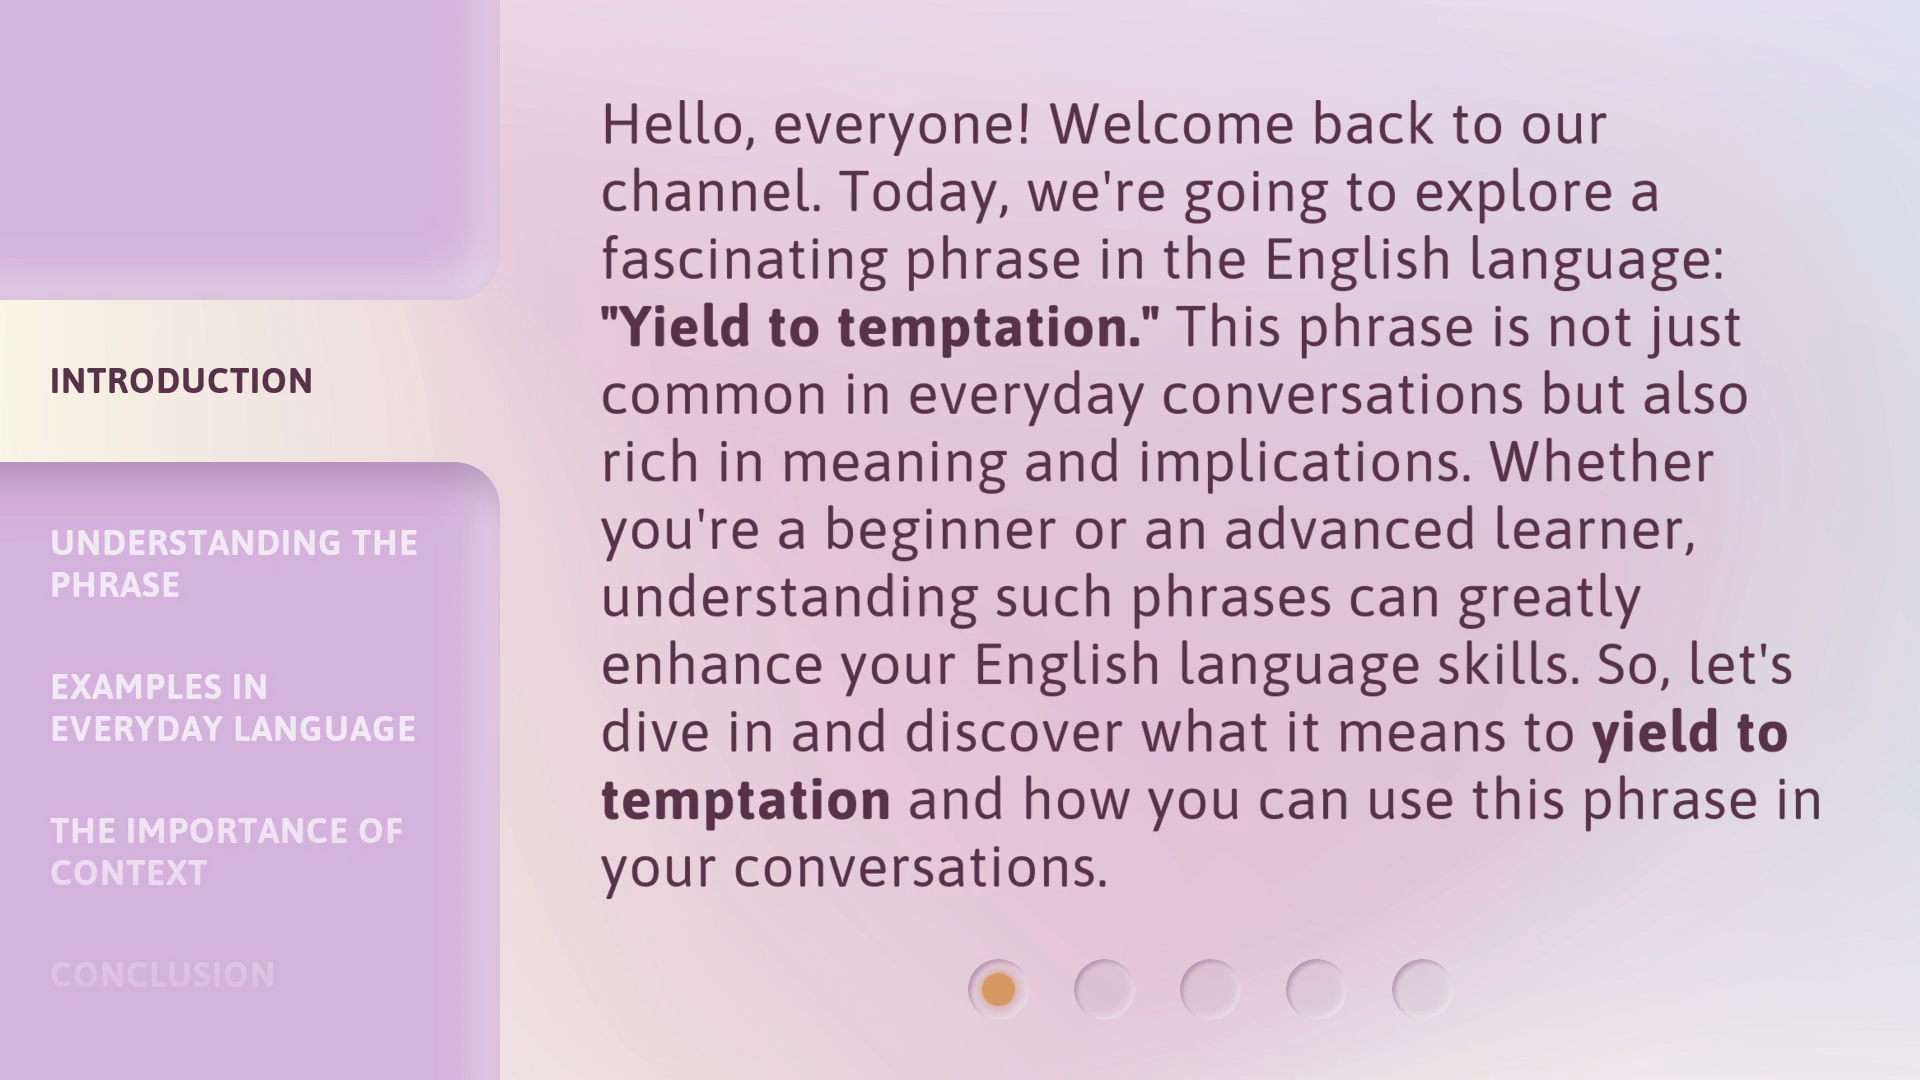 INTRODUCTION
UNDERSTANDING THE
PHRASE
EXAMPLES IN
EVERYDAY LANGUAGE
THE IMPORTANCE OF
CONTEXT
CONCLUSION
Hello, everyone! Welcome back to our
channel. Today, we're going to explore a
fascinating phrase in the English language:
"Yield to temptation." This phrase is not just
common in everyday conversations but also
rich in meaning and implications. Whether
you're a beginner or an advanced learner,
understanding such phrases can greatly
enhance your English language skills. So, let's
dive in and discover what it means to yield to
temptation and how you can use this phrase in
your conversations.